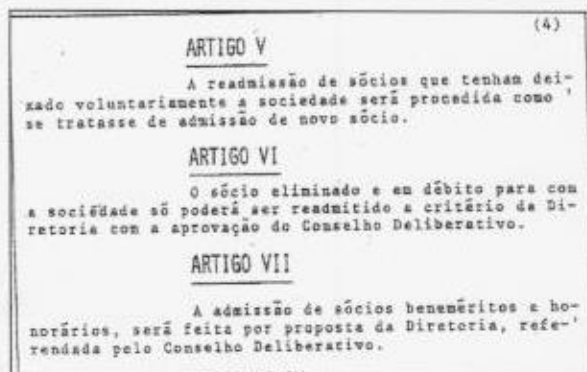 (4)
ARTIGO V
A readmissão de sócios que tenham dei-
xado voluntariamente a sociedade será procedida como '
se tratasse de admissão de novo sócio.
ARTIGO VI
O sócio eliminado e em débito para com
a sociedade só poderá ser readmitido a critério da Di-
retoria com a aprovação do Conselho Deliberativo.
ARTIGO VII
A admissão de sócios beneméritos e ho-
norários, será feita por proposta da Diretoria, refe-'
rendada pelo Conselho Deliberativo.